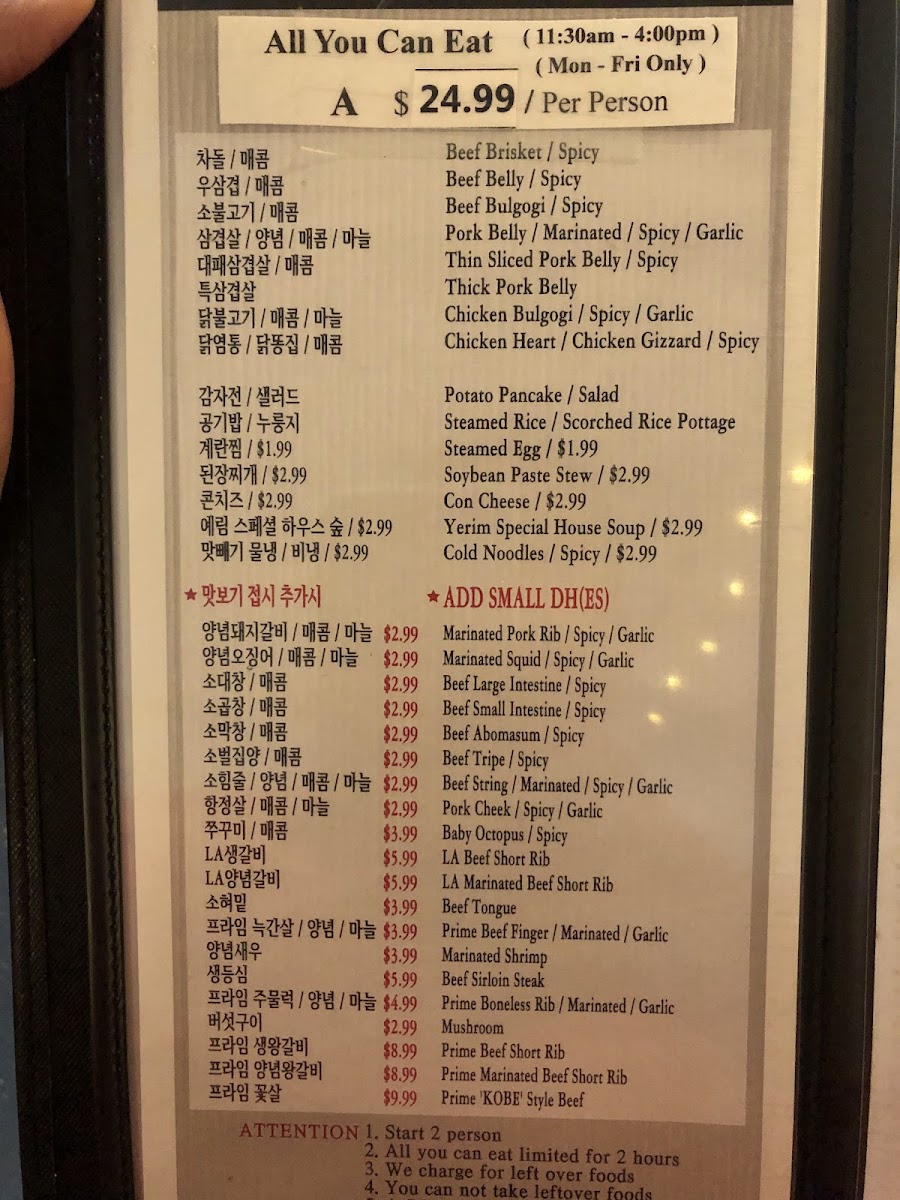 All You Can Eat ( 11:30am - 4:00pm )
( Mon - Fri Only )
A $ 24.99 / Per Person
차돌 / 매콤 Beef Brisket / Spicy
우삼겹 / 매콤 Beef Belly / Spicy
소불고기 / 매콤 Beef Bulgogi / Spicy
삼겹살 / 양념 / 매콤 / 마늘 Pork Belly / Marinated / Spicy / Garlic
대패삼겹살 / 매콤 Thin Sliced Pork Belly / Spicy
특삼겹살 Thick Pork Belly
닭불고기 / 매콤 / 마늘 Chicken Bulgogi / Spicy / Garlic
닭염통 / 닭똥집 / 매콤 Chicken Heart / Chicken Gizzard / Spicy
감자전 / 샐러드 Potato Pancake / Salad
공기밥 / 누룽지 Steamed Rice / Scorched Rice Pottage
계란찜 / $1.99 Steamed Egg / $1.99
된장찌개 / $2.99 Soybean Paste Stew / $2.99
콘치즈 / $2.99 Con Cheese / $2.99
예림 스페셜 하우스 숲 / $2.99 Yerim Special House Soup / $2.99
맛빼기 물냉 / 비냉 / $2.99 Cold Noodles / Spicy / $2.99
★ 맛보기 접시 추가시 ★ ADD SMALL DH(ES)
양념돼지갈비 / 매콤 / 마늘 $2.99 Marinated Pork Rib / Spicy / Garlic
양념오징어 / 매콤 / 마늘 $2.99 Marinated Squid / Spicy / Garlic
소대창 / 매콤 $2.99 Beef Large Intestine / Spicy
소곱창 / 매콤 $2.99 Beef Small Intestine / Spicy
소막창 / 매콤 $2.99 Beef Abomasum / Spicy
소벌집양 / 매콤 $2.99 Beef Tripe / Spicy
소힘줄 / 양념 / 매콤 / 마늘 $2.99 Beef String / Marinated / Spicy / Garlic
항정살 / 매콤 / 마늘 $2.99 Pork Cheek / Spicy / Garlic
쭈꾸미 / 매콤 $3.99 Baby Octopus / Spicy
LA생갈비 $5.99 LA Beef Short Rib
LA양념갈비 $5.99 LA Marinated Beef Short Rib
소혀밑 $3.99 Beef Tongue
프라임 늑간살 / 양념 / 마늘 $3.99 Prime Beef Finger / Marinated / Garlic
양념새우 $3.99 Marinated Shrimp
생등심 $5.99 Beef Sirloin Steak
프라임 주물럭 / 양념 / 마늘 $4.99 Prime Boneless Rib / Marinated / Garlic
버섯구이 $2.99 Mushroom
프라임 생왕갈비 $8.99 Prime Beef Short Rib
프라임 양념왕갈비 $8.99 Prime Marinated Beef Short Rib
프라임 꽃살 $9.99 Prime 'KOBE' Style Beef
ATTENTION 1. Start 2 person
2. All you can eat limited for 2 hours
3. We charge for left over foods
4. You can not take leftover foods